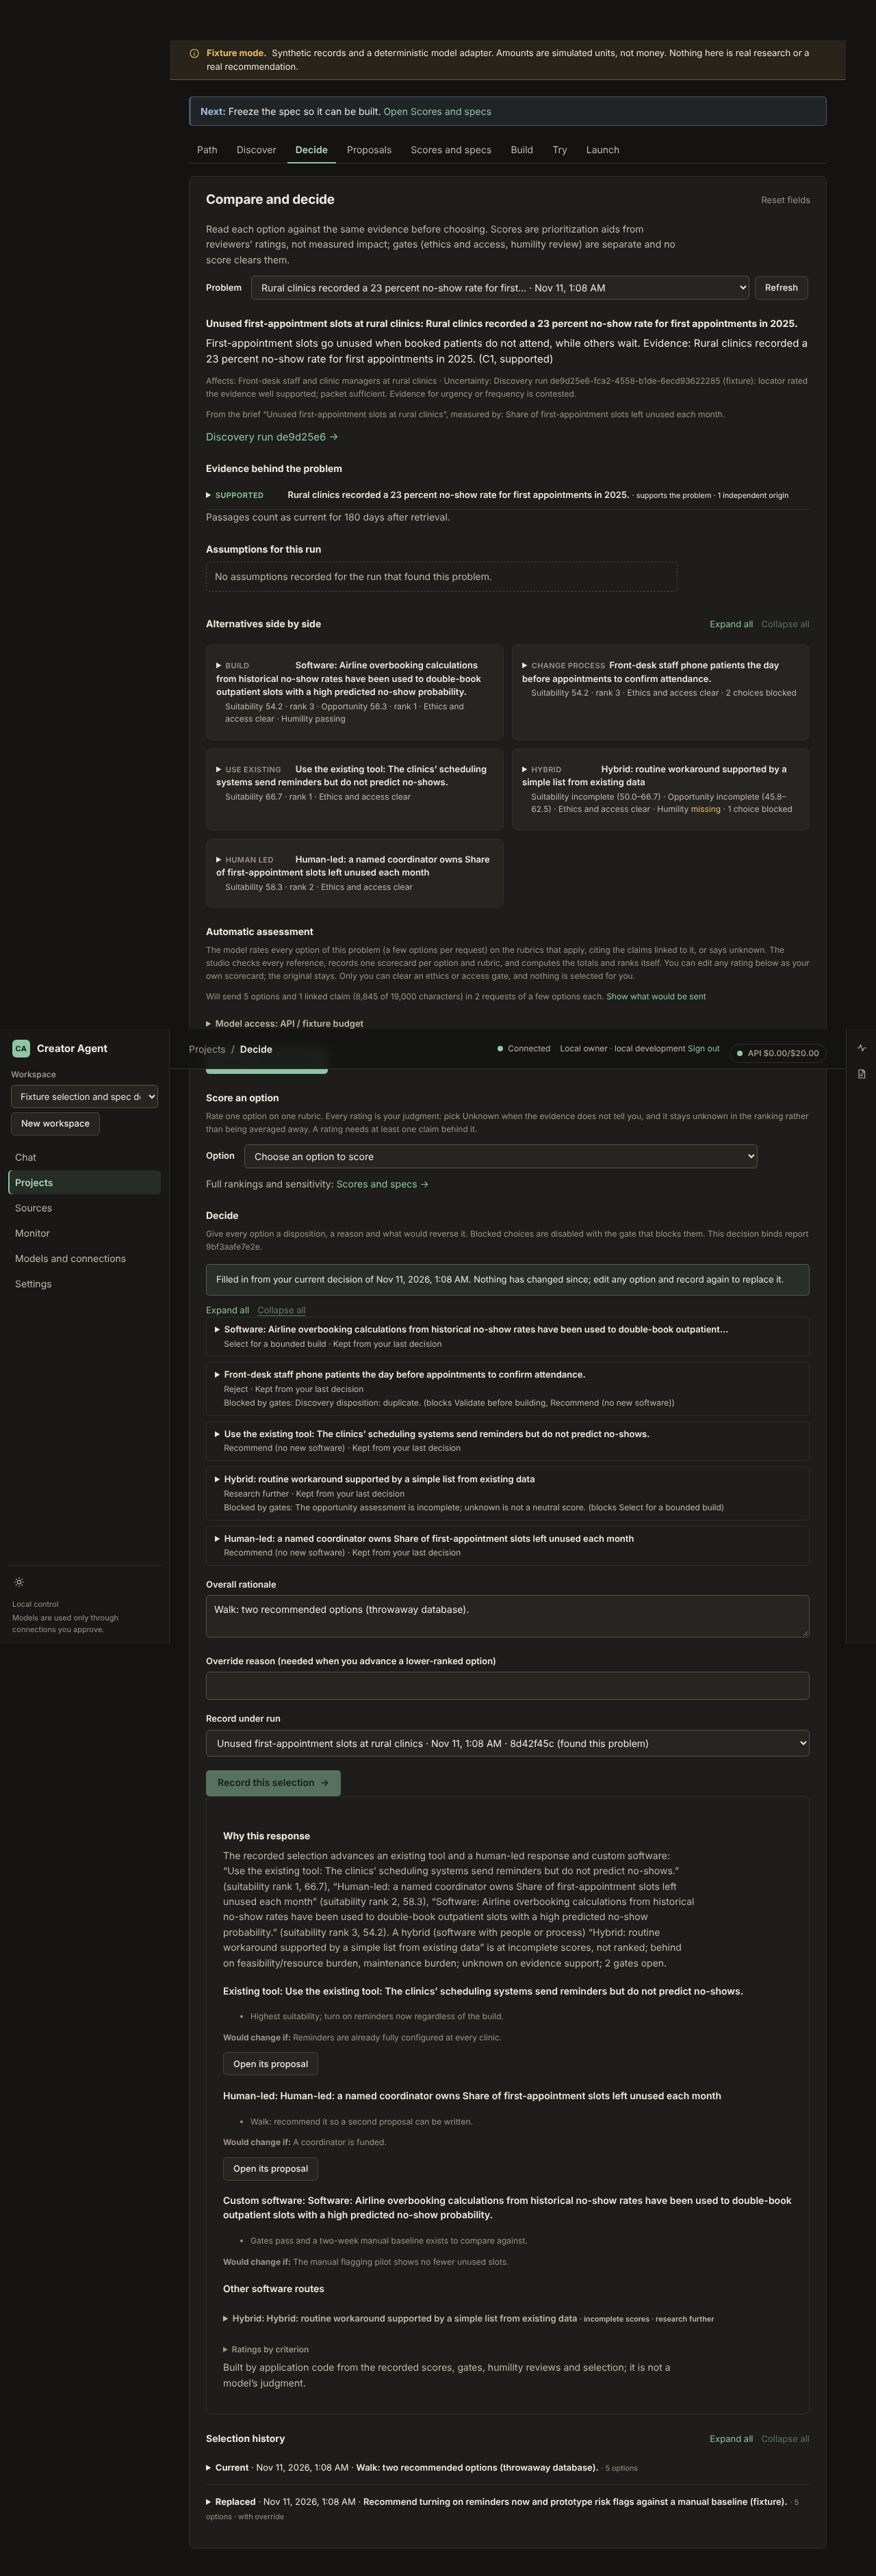 Fixture mode. Synthetic records and a deterministic model adapter. Amounts are simulated units, not money. Nothing here is real research or a
real recommendation.
Next: Freeze the spec so it can be built. Open Scores and specs
Path Discover Decide Proposals Scores and specs Build Try Launch
Compare and decide
Reset fields
Read each option against the same evidence before choosing. Scores are prioritization aids from
reviewers’ ratings, not measured impact; gates (ethics and access, humility review) are separate and no
score clears them.
Problem
Rural clinics recorded a 23 percent no-show rate for first... · Nov 11, 1:08 AM
Refresh
Unused first-appointment slots at rural clinics: Rural clinics recorded a 23 percent no-show rate for first appointments in 2025.
First-appointment slots go unused when booked patients do not attend, while others wait. Evidence: Rural clinics recorded a
23 percent no-show rate for first appointments in 2025. (C1, supported)
Affects: Front-desk staff and clinic managers at rural clinics · Uncertainty: Discovery run de9d25e6-fca2-4558-b1de-6ecd93622285 (fixture): locator rated
the evidence well supported; packet sufficient. Evidence for urgency or frequency is contested.
From the brief “Unused first-appointment slots at rural clinics”, measured by: Share of first-appointment slots left unused each month.
Discovery run de9d25e6 →
Evidence behind the problem
SUPPORTED Rural clinics recorded a 23 percent no-show rate for first appointments in 2025. · supports the problem · 1 independent origin
Passages count as current for 180 days after retrieval.
Assumptions for this run
No assumptions recorded for the run that found this problem.
Alternatives side by side
Expand all Collapse all
BUILD Software: Airline overbooking calculations
from historical no-show rates have been used to double-book
outpatient slots with a high predicted no-show probability.
Suitability 54.2 · rank 3 · Opportunity 56.3 · rank 1 · Ethics and
access clear · Humility passing
CHANGE PROCESS Front-desk staff phone patients the day
before appointments to confirm attendance.
Suitability 54.2 · rank 3 · Ethics and access clear · 2 choices blocked
USE EXISTING Use the existing tool: The clinics’ scheduling
systems send reminders but do not predict no-shows.
Suitability 66.7 · rank 1 · Ethics and access clear
HYBRID Hybrid: routine workaround supported by a
simple list from existing data
Suitability incomplete (50.0–66.7) · Opportunity incomplete (45.8–
62.5) · Ethics and access clear · Humility missing · 1 choice blocked
HUMAN LED Human-led: a named coordinator owns Share
of first-appointment slots left unused each month
Suitability 58.3 · rank 2 · Ethics and access clear
Automatic assessment
The model rates every option of this problem (a few options per request) on the rubrics that apply, citing the claims linked to it, or says unknown. The
studio checks every reference, records one scorecard per option and rubric, and computes the totals and ranks itself. You can edit any rating below as your
own scorecard; the original stays. Only you can clear an ethics or access gate, and nothing is selected for you.
Will send 5 options and 1 linked claim (8,845 of 19,000 characters) in 2 requests of a few options each. Show what would be sent
Model access: API / fixture budget
CA Creator Agent
Workspace
Fixture selection and spec d
New workspace
Chat
Projects
Sources
Monitor
Models and connections
Settings
Local control
Models are used only through
connections you approve.
Projects / Decide
Connected Local owner · local development Sign out API $0.00/$20.00
Score an option
Rate one option on one rubric. Every rating is your judgment: pick Unknown when the evidence does not tell you, and it stays unknown in the ranking rather
than being averaged away. A rating needs at least one claim behind it.
Option
Choose an option to score
Full rankings and sensitivity: Scores and specs →
Decide
Give every option a disposition, a reason and what would reverse it. Blocked choices are disabled with the gate that blocks them. This decision binds report
9bf3aafe7e2e.
Filled in from your current decision of Nov 11, 2026, 1:08 AM. Nothing has changed since; edit any option and record again to replace it.
Expand all Collapse all
Software: Airline overbooking calculations from historical no-show rates have been used to double-book outpatient...
Select for a bounded build · Kept from your last decision
Front-desk staff phone patients the day before appointments to confirm attendance.
Reject · Kept from your last decision
Blocked by gates: Discovery disposition: duplicate. (blocks Validate before building, Recommend (no new software))
Use the existing tool: The clinics’ scheduling systems send reminders but do not predict no-shows.
Recommend (no new software) · Kept from your last decision
Hybrid: routine workaround supported by a simple list from existing data
Research further · Kept from your last decision
Blocked by gates: The opportunity assessment is incomplete; unknown is not a neutral score. (blocks Select for a bounded build)
Human-led: a named coordinator owns Share of first-appointment slots left unused each month
Recommend (no new software) · Kept from your last decision
Overall rationale
Walk: two recommended options (throwaway database).
Override reason (needed when you advance a lower-ranked option)
Record under run
Unused first-appointment slots at rural clinics · Nov 11, 1:08 AM · 8d42f45c (found this problem)
Record this selection →
Why this response
The recorded selection advances an existing tool and a human-led response and custom software:
“Use the existing tool: The clinics’ scheduling systems send reminders but do not predict no-shows.”
(suitability rank 1, 66.7), “Human-led: a named coordinator owns Share of first-appointment slots left
unused each month” (suitability rank 2, 58.3), “Software: Airline overbooking calculations from historical
no-show rates have been used to double-book outpatient slots with a high predicted no-show
probability.” (suitability rank 3, 54.2). A hybrid (software with people or process) “Hybrid: routine
workaround supported by a simple list from existing data” is at incomplete scores, not ranked; behind
on feasibility/resource burden, maintenance burden; unknown on evidence support; 2 gates open.
Existing tool: Use the existing tool: The clinics’ scheduling systems send reminders but do not predict no-shows.
• Highest suitability; turn on reminders now regardless of the build.
Would change if: Reminders are already fully configured at every clinic.
Open its proposal
Human-led: Human-led: a named coordinator owns Share of first-appointment slots left unused each month
• Walk: recommend it so a second proposal can be written.
Would change if: A coordinator is funded.
Open its proposal
Custom software: Software: Airline overbooking calculations from historical no-show rates have been used to double-book
outpatient slots with a high predicted no-show probability.
• Gates pass and a two-week manual baseline exists to compare against.
Would change if: The manual flagging pilot shows no fewer unused slots.
Other software routes
Hybrid: Hybrid: routine workaround supported by a simple list from existing data · incomplete scores · research further
Ratings by criterion
Built by application code from the recorded scores, gates, humility reviews and selection; it is not a
model’s judgment.
Selection history
Expand all Collapse all
Current · Nov 11, 2026, 1:08 AM · Walk: two recommended options (throwaway database). · 5 options
Replaced · Nov 11, 2026, 1:08 AM · Recommend turning on reminders now and prototype risk flags against a manual baseline (fixture). · 5
options · with override